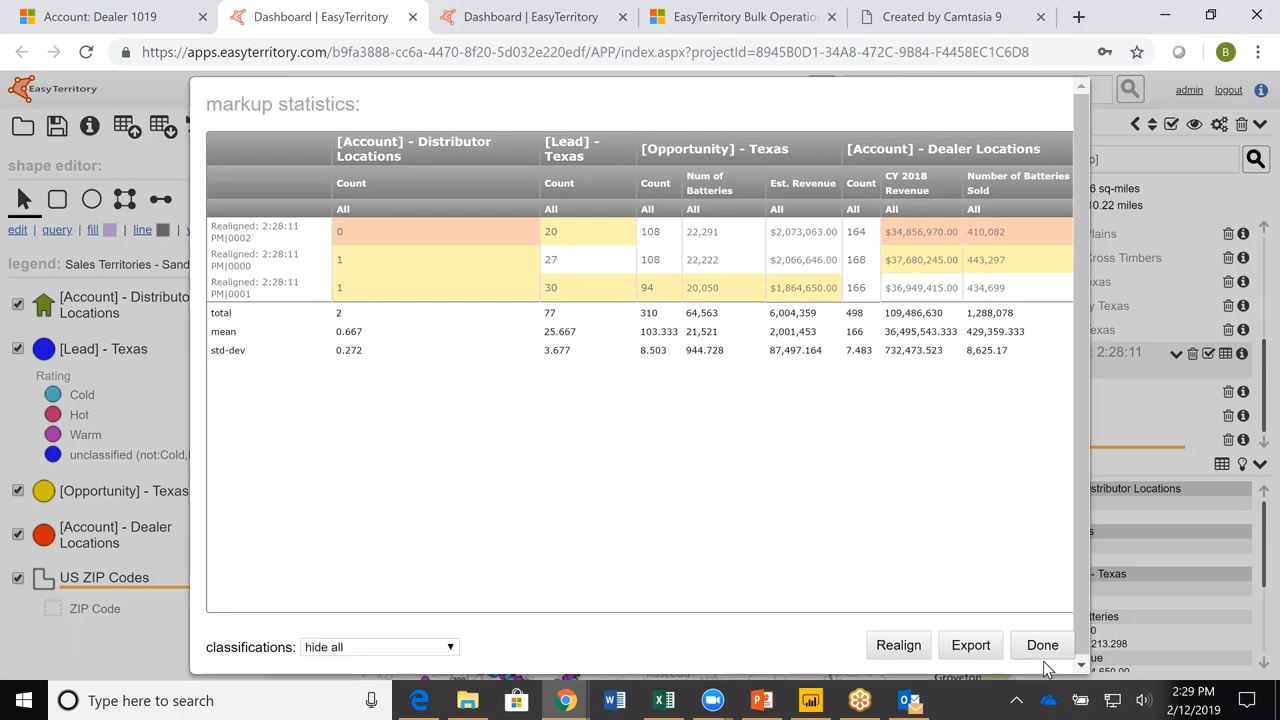 Account: Dealer 1019
Dashboard | EasyTerritory
Dashboard | EasyTerritory
EasyTerritory Bulk Operatio
Created by Camtasia 9
https://apps.easyterritory.com/b9fa3888-cc6a-4470-8f20-5d032e220edf/APP/index.aspx?projectId=8945B0D1-34A8-472C-9B84-F4458EC1C6D8
B
EasyTerritory
admin
logout
shape editor:
edit | query | fill | line |
legend: Sales Territories - Sand
[Account] - Distributo
Locations
[Lead] - Texas
Rating
Cold
Hot
Warm
unclassified (not:Cold,
[Opportunity] - Texas
[Account] - Dealer
Locations
US ZIP Codes
ZIP Code
markup statistics:
[Account] - Distributor Locations [Lead] - Texas [Opportunity] - Texas [Account] - Dealer Locations
Count Count Count Num of Batteries Est. Revenue Count CY 2018 Revenue Number of Batteries Sold
All All All All All All All All
Realigned: 2:28:11 PM|0002 0 20 108 22,291 $2,073,063.00 164 $34,856,970.00 410,082
Realigned: 2:28:11 PM|0000 1 27 108 22,222 $2,066,646.00 168 $37,680,245.00 443,297
Realigned: 2:28:11 PM|0001 1 30 94 20,050 $1,864,650.00 166 $36,949,415.00 434,699
total 2 77 310 64,563 6,004,359 498 109,486,630 1,288,078
mean 0.667 25.667 103.333 21,521 2,001,453 166 36,495,543.333 429,359.333
std-dev 0.272 3.677 8.503 944.728 87,497.164 7.483 732,473.523 8,625.17
classifications: hide all
Realign Export Done
6 sq-miles
10.22 miles
Plains
Cross Timbers
exas
y Texas
Texas
2:28:11
stributor Locations
s
- Texas
tteries
0
213.298
ue
Groveton
Type here to search
2:29 PM
2/12/2019